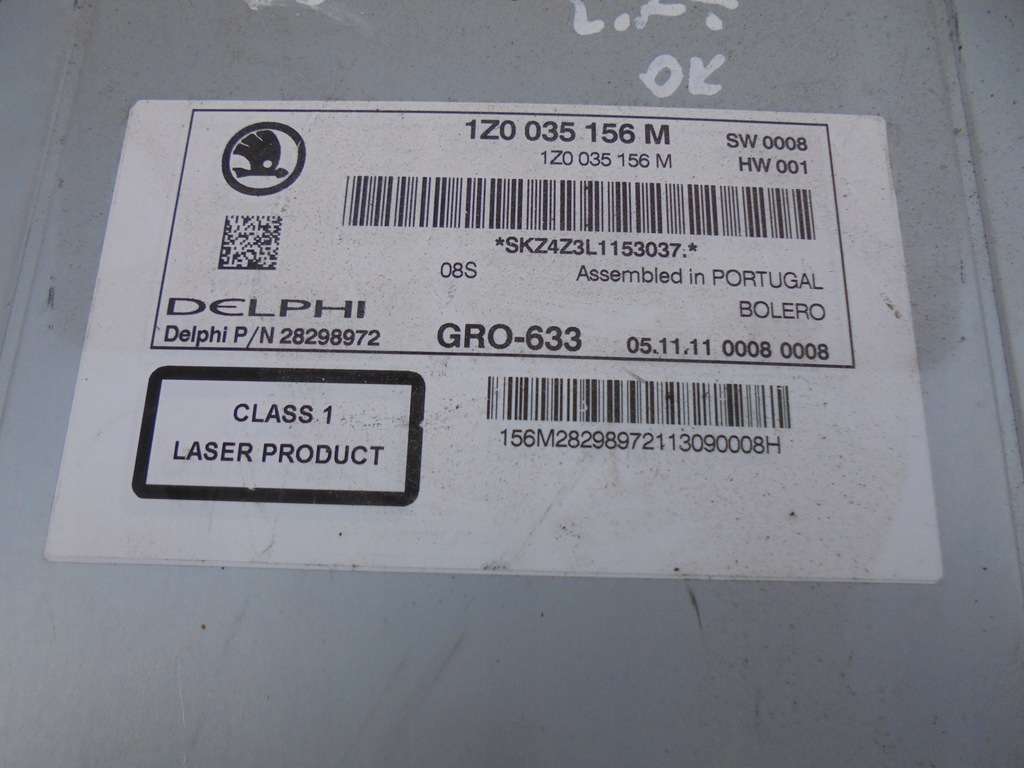 OK
1Z0 035 156 M
SW 0008
1Z0 035 156 M
HW 001
*SKZ4Z3L1153037.*
08S
Assembled in PORTUGAL
BOLERO
DELPHI
Delphi P/N 28298972
GRO-633
05.11.11 0008 0008
CLASS 1
LASER PRODUCT
156M28298972113090008H